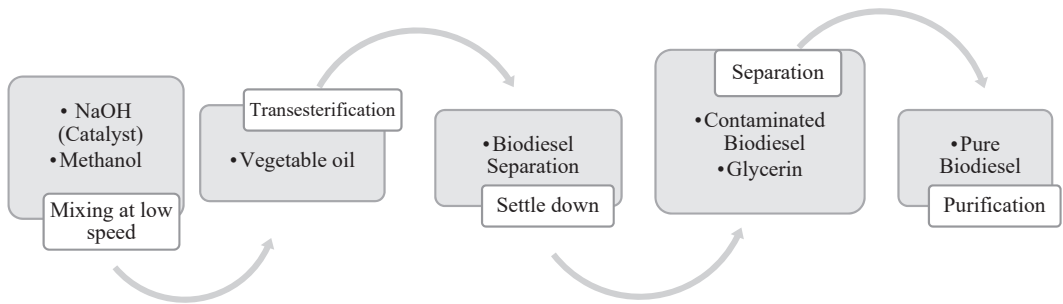 • NaOH
(Catalyst)
• Methanol
Mixing at low
speed
Transesterification
• Vegetable oil
• Biodiesel
Separation
Settle down
Separation
• Contaminated
Biodiesel
• Glycerin
• Pure
Biodiesel
Purification